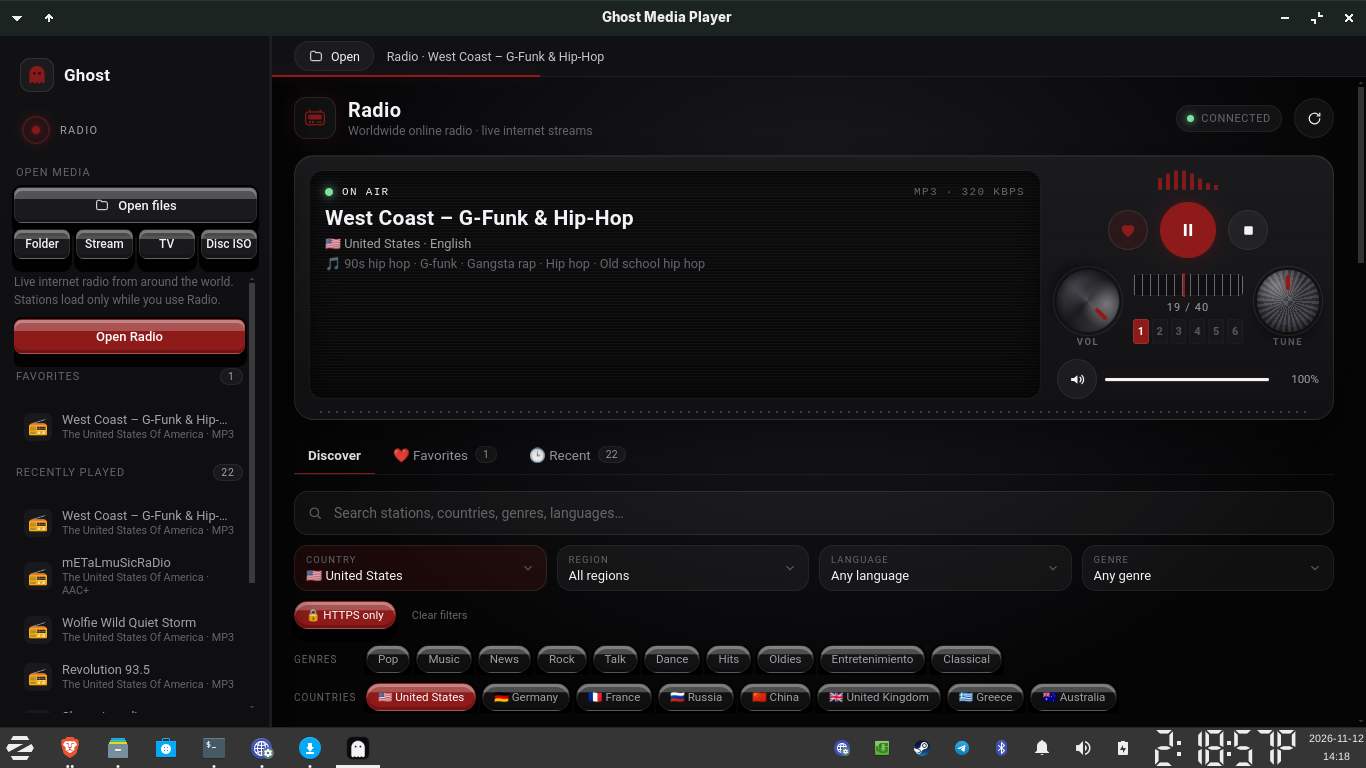 Ghost Media Player
Ghost
RADIO
OPEN MEDIA
Open files
Folder
Stream
TV
Disc ISO
Live internet radio from around the world.
Stations load only while you use Radio.
Open Radio
FAVORITES
1
West Coast – G-Funk & Hip-…
The United States Of America · MP3
RECENTLY PLAYED
22
West Coast – G-Funk & Hip-…
The United States Of America · MP3
mETaLmuSicRaDio
The United States Of America ·
AAC+
Wolfie Wild Quiet Storm
The United States Of America · MP3
Revolution 93.5
The United States Of America · MP3
Open
Radio · West Coast – G-Funk & Hip-Hop
Radio
Worldwide online radio · live internet streams
CONNECTED
ON AIR
MP3 · 320 KBPS
West Coast – G-Funk & Hip-Hop
🇺🇸 United States · English
🎵 90s hip hop · G-funk · Gangsta rap · Hip hop · Old school hip hop
19 / 40
1 2 3 4 5 6
VOL
TUNE
100%
Discover
❤️ Favorites 1
🕒 Recent 22
Search stations, countries, genres, languages…
COUNTRY
🇺🇸 United States
REGION
All regions
LANGUAGE
Any language
GENRE
Any genre
🔒 HTTPS only
Clear filters
GENRES
Pop
Music
News
Rock
Talk
Dance
Hits
Oldies
Entretenimiento
Classical
COUNTRIES
🇺🇸 United States
🇩🇪 Germany
🇫🇷 France
🇷🇺 Russia
🇨🇳 China
🇬🇧 United Kingdom
🇬🇷 Greece
🇦🇺 Australia
$-
2:18:57P
2026-11-12
14:18